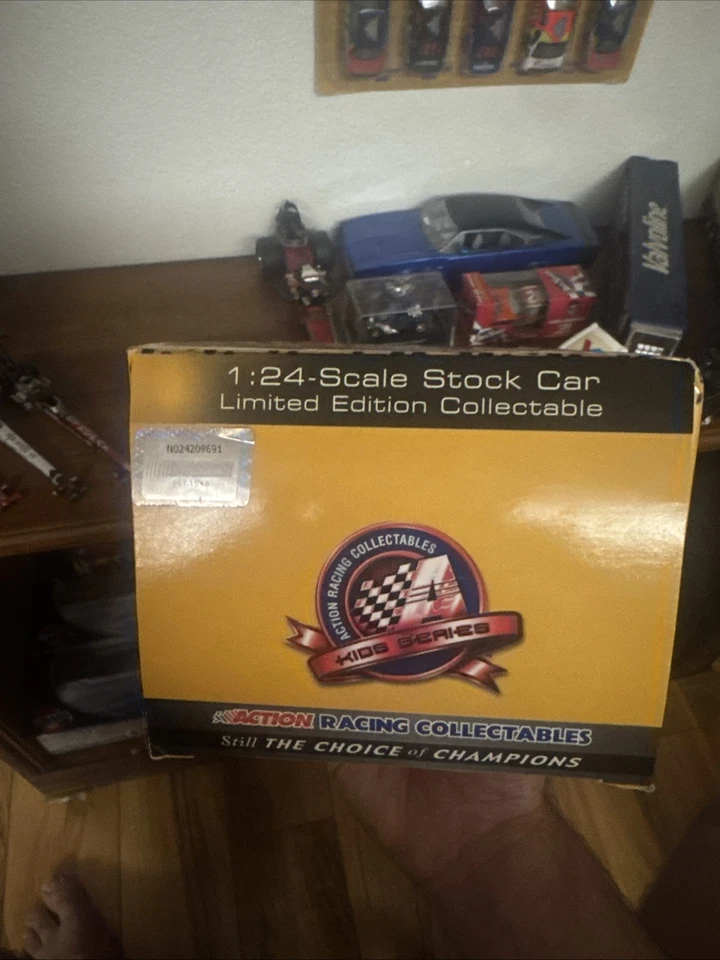 Valvoline
1:24-Scale Stock Car
Limited Edition Collectable
N024209691
ACTION RACING COLLECTABLES
KIDS SERIES
ACTION RACING COLLECTABLES
Still THE CHOICE of CHAMPIONS